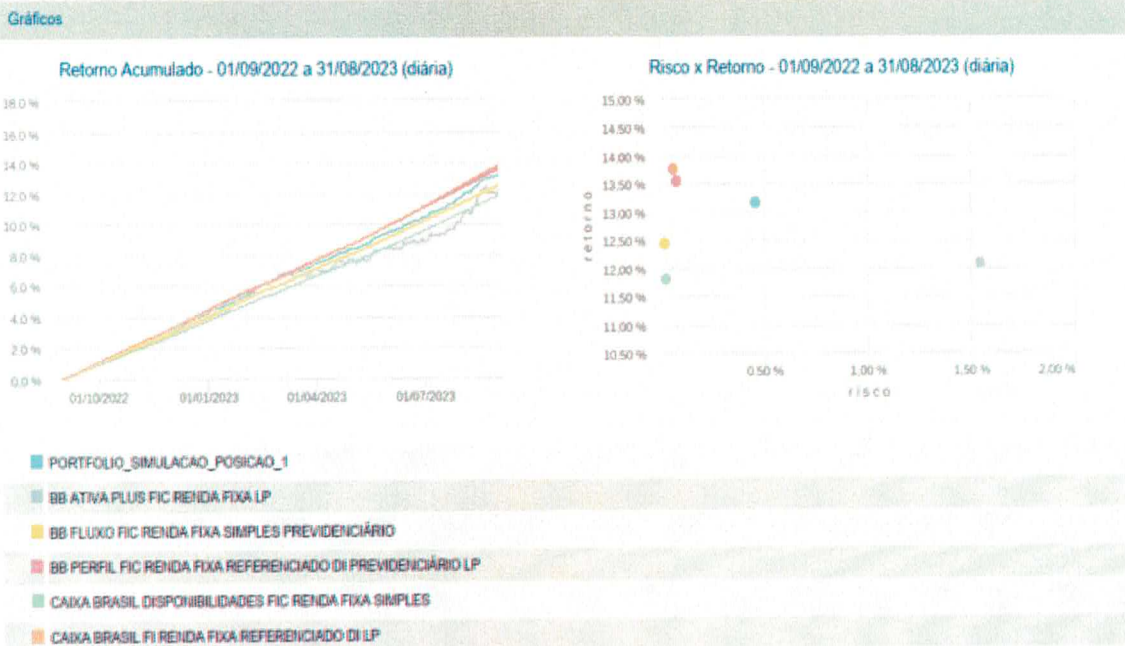 Gráficos
Retorno Acumulado - 01/09/2022 a 31/08/2023 (diária)
18.0 %
16.0 %
14.0 %
12.0 %
10.0 %
8.0 %
6.0 %
4.0 %
2.0 %
0.0 %
01/10/2022 01/01/2023 01/04/2023 01/07/2023
Risco x Retorno - 01/09/2022 a 31/08/2023 (diária)
retorno
15.00 %
14.50 %
14.00 %
13.50 %
13.00 %
12.50 %
12.00 %
11.50 %
11.00 %
10.50 %
0.50 % 1.00 % 1.50 % 2.00 %
risco
PORTFOLIO_SIMULACAO_POSICAO_1
BB ATIVA PLUS FIC RENDA FIXA LP
BB FLUXO FIC RENDA FIXA SIMPLES PREVIDENCIÁRIO
BB PERFIL FIC RENDA FIXA REFERENCIADO DI PREVIDENCIÁRIO LP
CAIXA BRASIL DISPONIBILIDADES FIC RENDA FIXA SIMPLES
CAIXA BRASIL FI RENDA FIXA REFERENCIADO DI LP